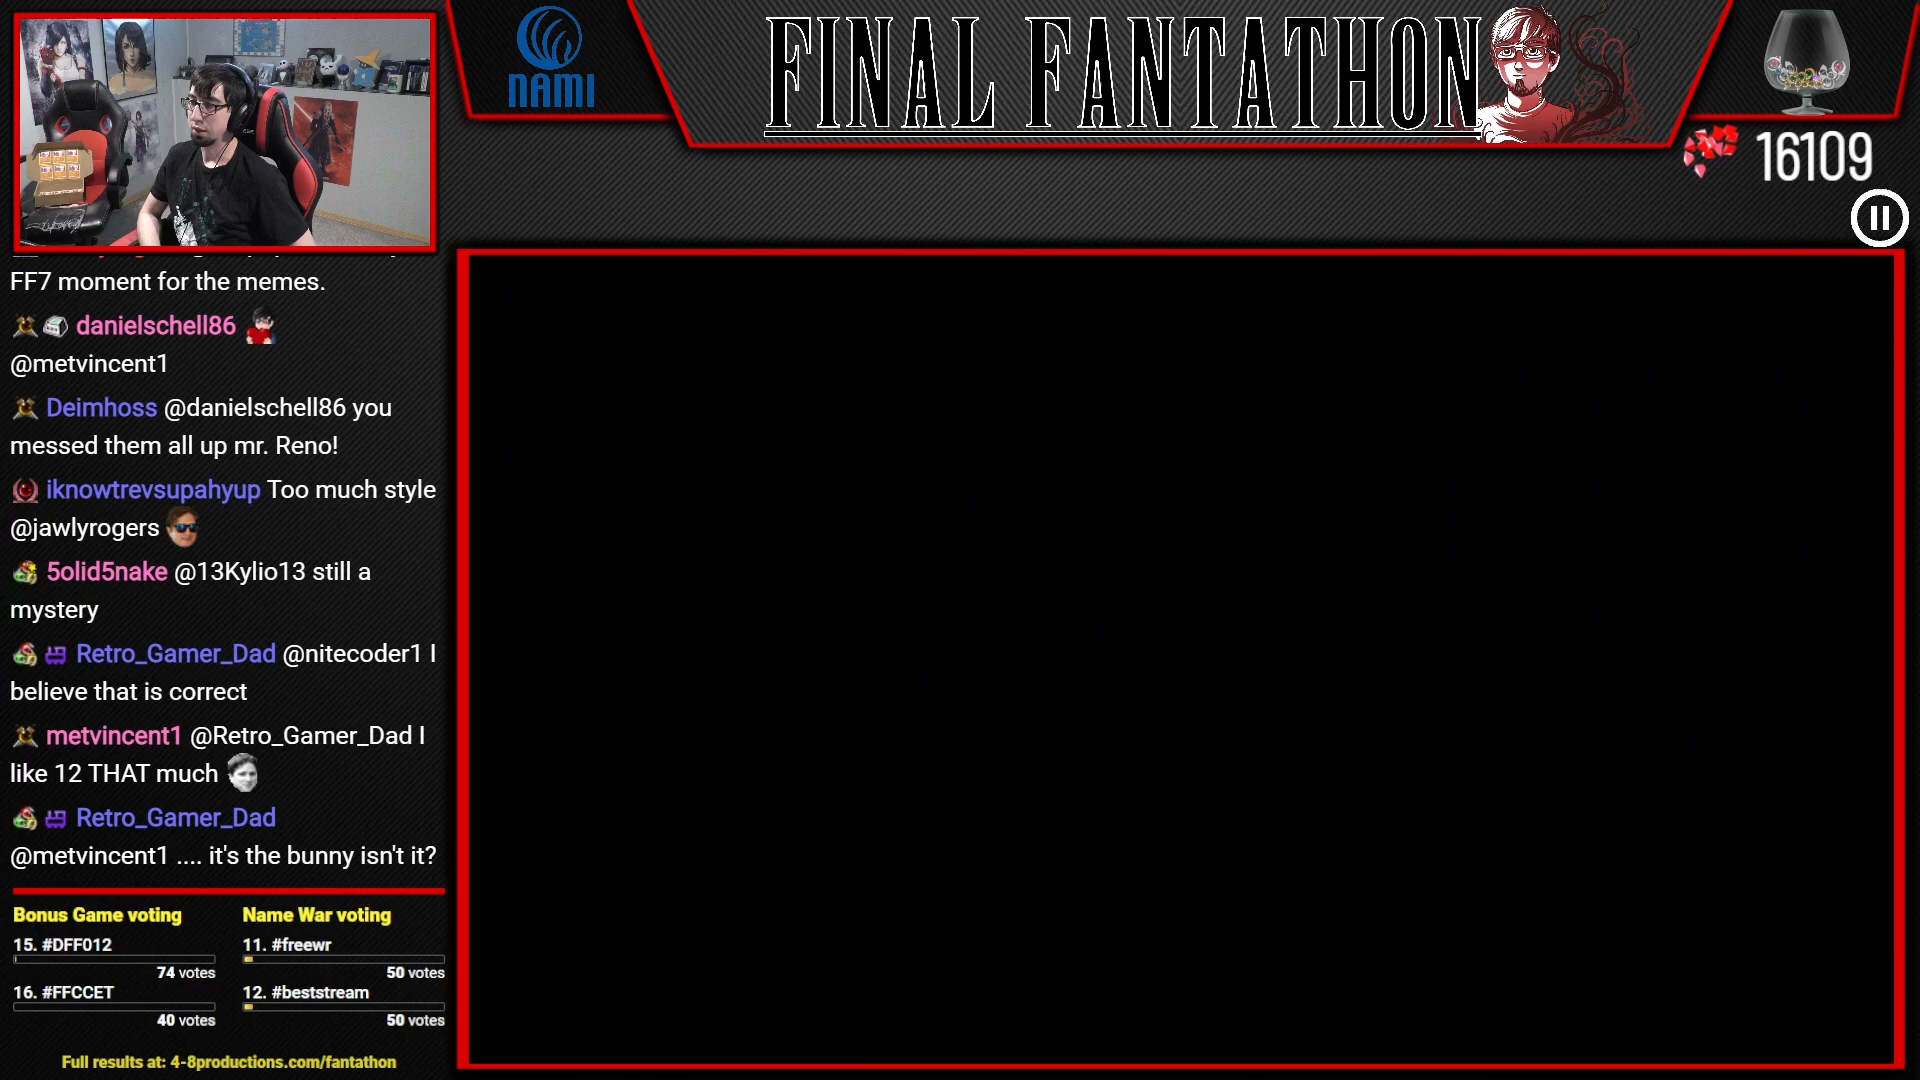 NAMI
FINAL FANTATHON
16109
FF7 moment for the memes.
danielschell86
@metvincent1
Deimhoss @danielschell86 you
messed them all up mr. Reno!
iknowtrevsupahyup Too much style
@jawlyrogers
5olid5nake @13Kylio13 still a
mystery
Retro_Gamer_Dad @nitecoder1 I
believe that is correct
metvincent1 @Retro_Gamer_Dad I
like 12 THAT much
Retro_Gamer_Dad
@metvincent1 .... it's the bunny isn't it?
Bonus Game voting
15. #DFF012
74 votes
16. #FFCCET
40 votes
Name War voting
11. #freewr
50 votes
12. #beststream
50 votes
Full results at: 4-8productions.com/fantathon